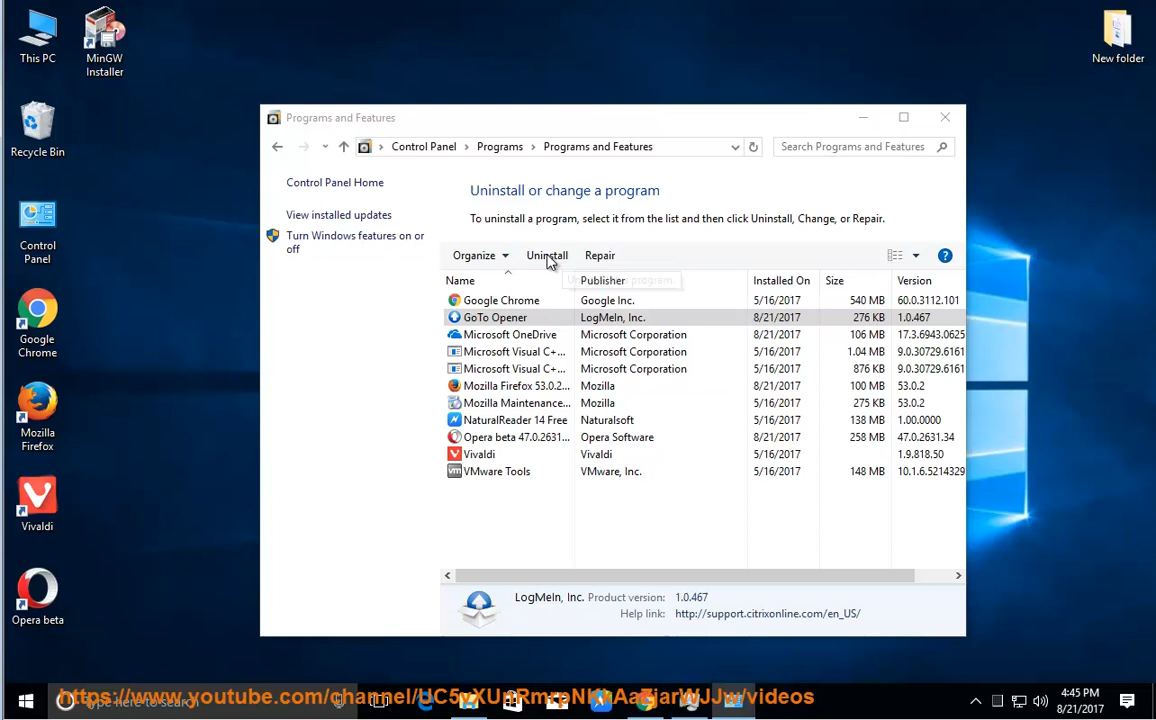 This PC
MinGW
Installer
New folder
Recycle Bin
Control
Panel
Google
Chrome
Mozilla
Firefox
Vivaldi
Opera beta
Programs and Features
Control Panel
Programs
Programs and Features
Search Programs and Features
Control Panel Home
View installed updates
Turn Windows features on or
off
Uninstall or change a program
To uninstall a program, select it from the list and then click Uninstall, Change, or Repair.
Organize Uninstall Repair
Name Publisher Installed On Size Version
Google Chrome Google Inc. 5/16/2017 540 MB 60.0.3112.101
GoTo Opener LogMeIn, Inc. 8/21/2017 276 KB 1.0.467
Microsoft OneDrive Microsoft Corporation 8/21/2017 106 MB 17.3.6943.0625
Microsoft Visual C+... Microsoft Corporation 5/16/2017 1.04 MB 9.0.30729.6161
Microsoft Visual C+... Microsoft Corporation 5/16/2017 876 KB 9.0.30729.6161
Mozilla Firefox 53.0.2... Mozilla 8/21/2017 100 MB 53.0.2
Mozilla Maintenance... Mozilla 5/16/2017 275 KB 53.0.2
NaturalReader 14 Free Naturalsoft 5/16/2017 138 MB 1.00.0000
Opera beta 47.0.2631... Opera Software 8/21/2017 258 MB 47.0.2631.34
Vivaldi Vivaldi 5/16/2017 1.9.818.50
VMware Tools VMware, Inc. 5/16/2017 148 MB 10.1.6.5214329
LogMeIn, Inc. Product version: 1.0.467
Help link: http://support.citrixonline.com/en_US/
Type here to search
4:45 PM
8/21/2017